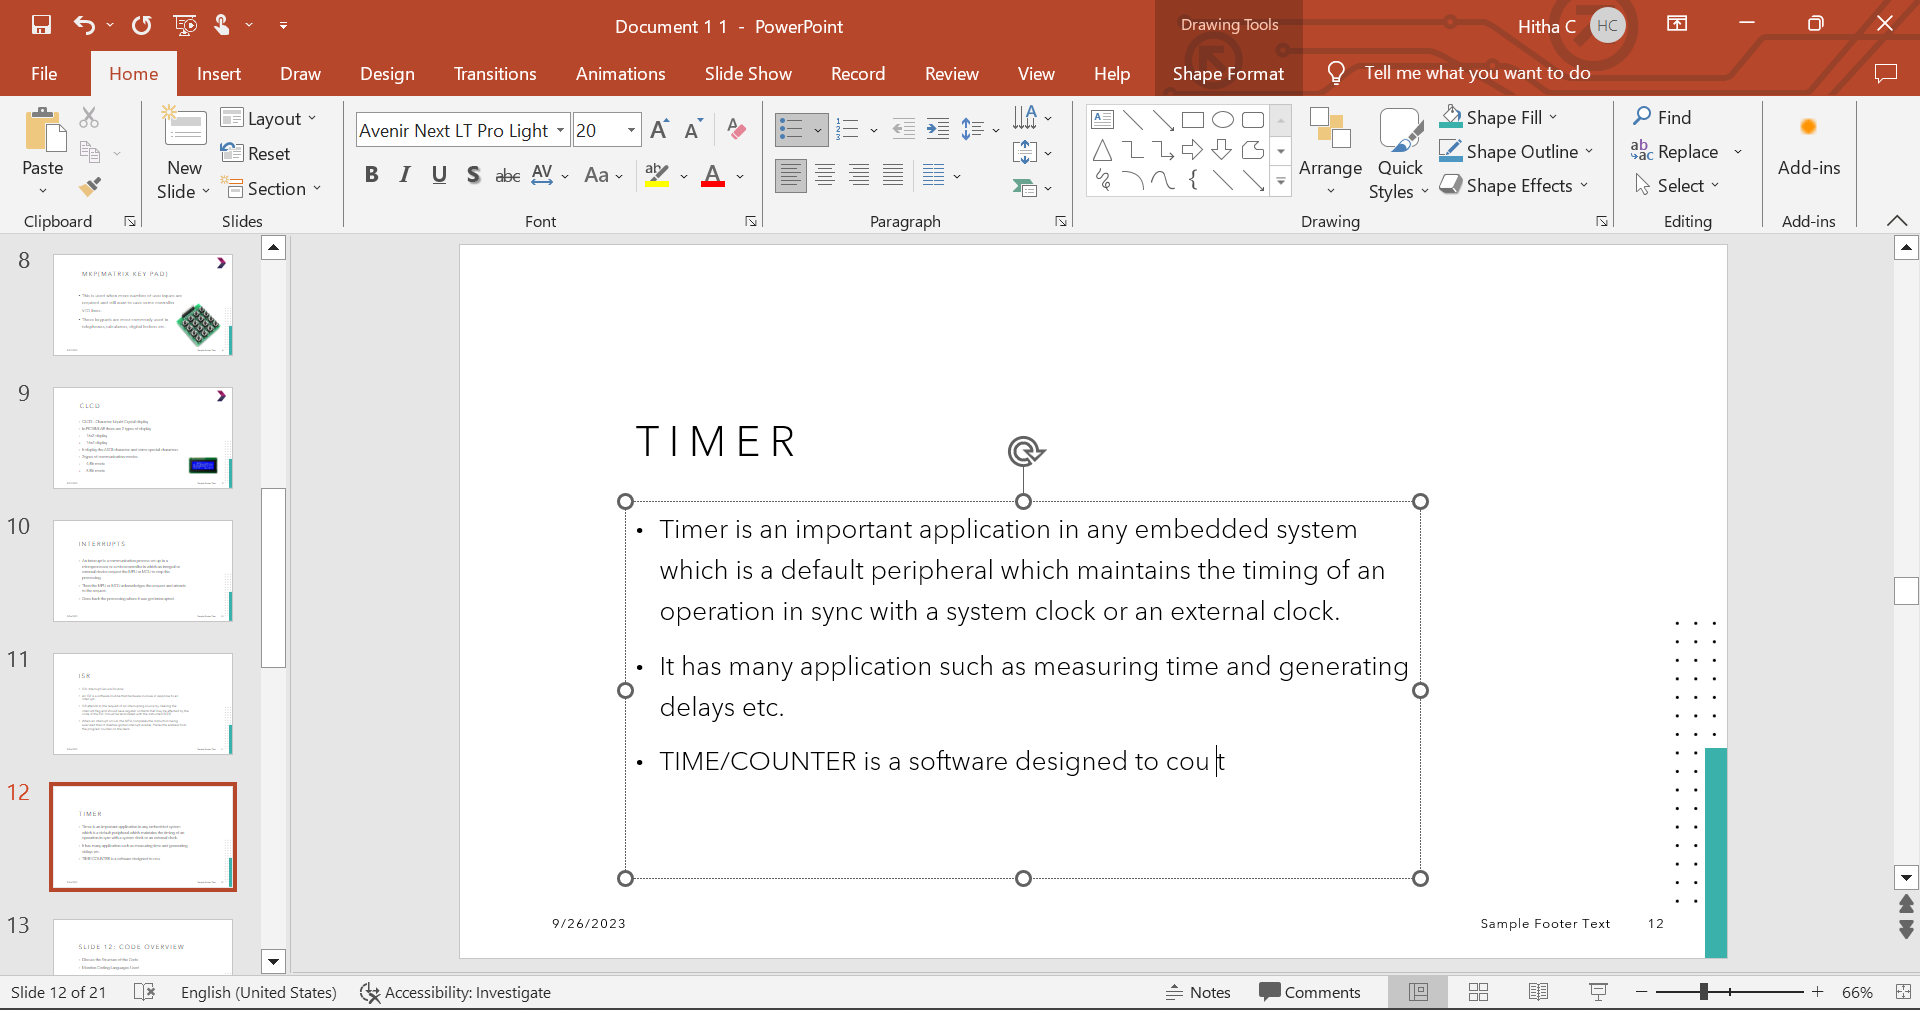 Document 1 1 - PowerPoint
Drawing Tools
Hitha C
HC
File
Home
Insert
Draw
Design
Transitions
Animations
Slide Show
Record
Review
View
Help
Shape Format
Tell me what you want to do
Paste
New
Slide
Layout
Reset
Section
Avenir Next LT Pro Light
20
Arrange
Quick
Styles
Shape Fill
Shape Outline
Shape Effects
Find
Replace
Select
Add-ins
Clipboard
Slides
Font
Paragraph
Drawing
Editing
Add-ins
8
MKP(MATRIX KEY PAD)
9
CLCD
10
INTERRUPTS
11
ISR
12
TIMER
13
SLIDE 12: CODE OVERVIEW
TIMER
• Timer is an important application in any embedded system
which is a default peripheral which maintains the timing of an
operation in sync with a system clock or an external clock.
• It has many application such as measuring time and generating
delays etc.
• TIME/COUNTER is a software designed to cou t
9/26/2023
Sample Footer Text
12
Slide 12 of 21
English (United States)
Accessibility: Investigate
Notes
Comments
66%